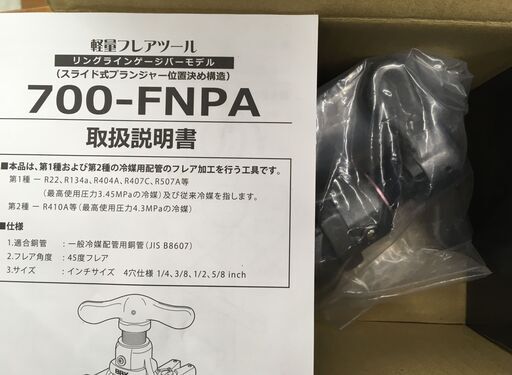 軽量フレアツール
リングラインゲージバーモデル
(スライド式プランジャー位置決め構造)
700-FNPA
取扱説明書
■本品は、第1種および第2種の冷媒用配管のフレア加工を行う工具です。
第1種 － R22、R134a、R404A、R407C、R507A等
(最高使用圧力3.45MPaの冷媒)及び従来冷媒を指します。
第2種 － R410A等(最高使用圧力4.3MPaの冷媒)
■仕様
1.適合銅管 : 一般冷媒配管用銅管(JIS B8607)
2.フレア角度 : 45度フレア
3.サイズ : インチサイズ 4穴仕様 1/4、3/8、1/2、5/8 inch